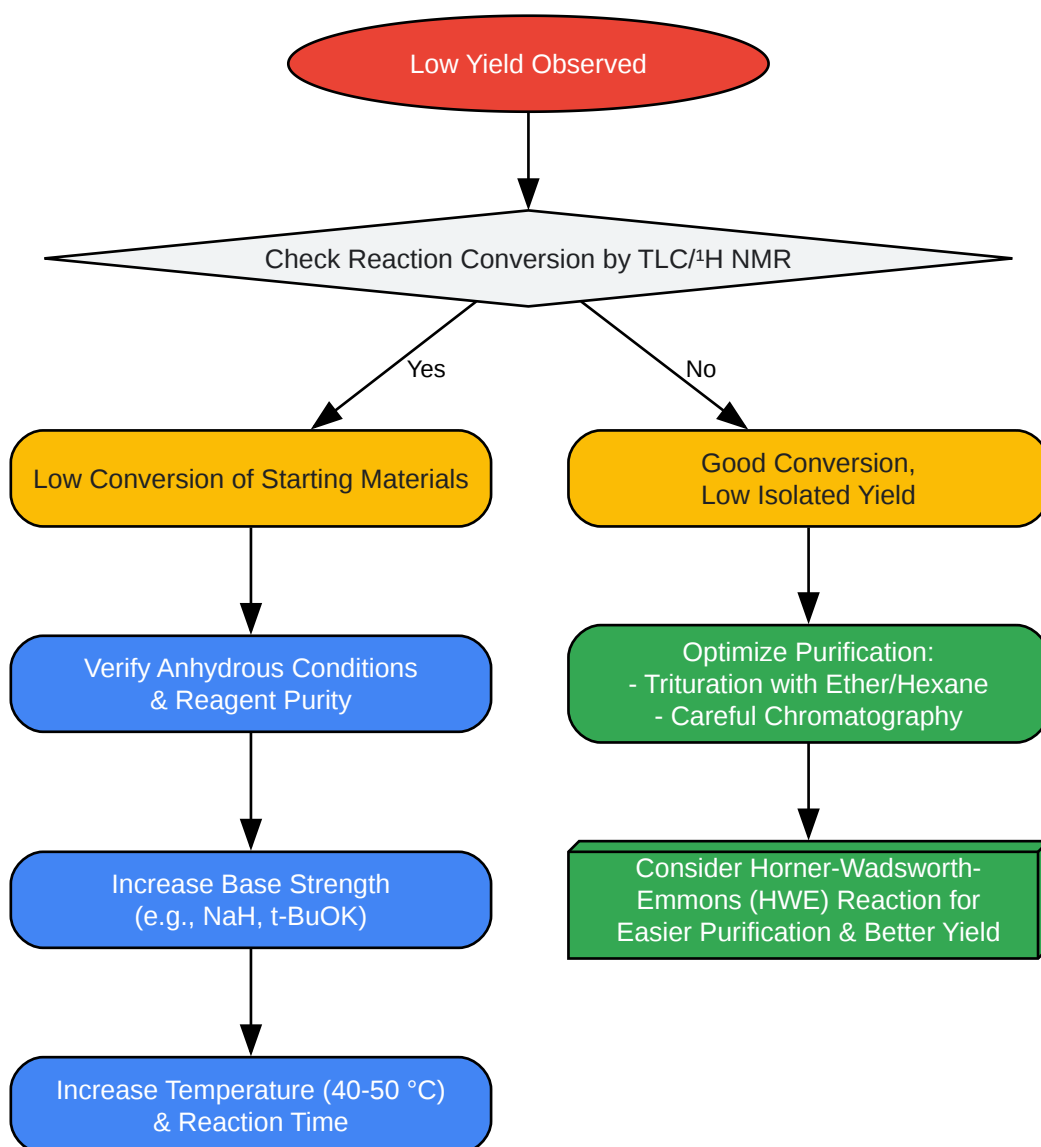 Low Yield Observed
Check Reaction Conversion by TLC/¹H NMR
Yes
No
Low Conversion of Starting Materials
Good Conversion,
Low Isolated Yield
Verify Anhydrous Conditions
& Reagent Purity
Optimize Purification:
- Trituration with Ether/Hexane
- Careful Chromatography
Increase Base Strength
(e.g., NaH, t-BuOK)
Consider Horner-Wadsworth-
Emmons (HWE) Reaction for
Easier Purification & Better Yield
Increase Temperature (40-50 °C)
& Reaction Time